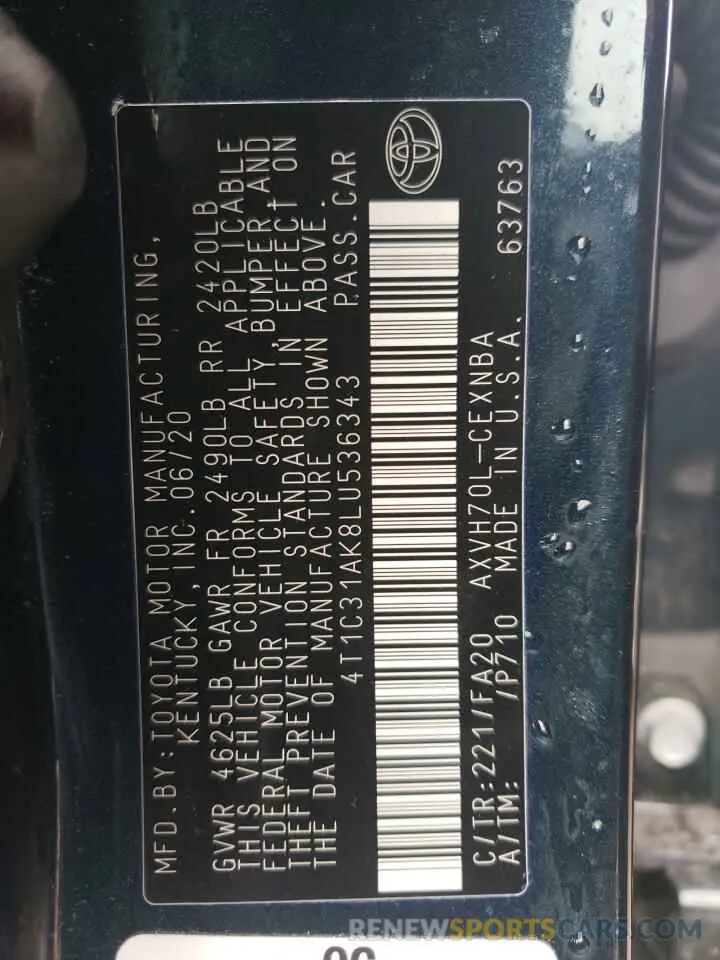 MFD.BY:TOYOTA MOTOR MANUFACTURING,
KENTUCKY, INC.06/20
GVWR 4625LB GAWR FR 2490LB RR 2420LB
THIS VEHICLE CONFORMS TO ALL APPLICABLE
FEDERAL MOTOR VEHICLE SAFETY,BUMPER AND
THEFT PREVENTION STANDARDS IN EFFECT ON
THE DATE OF MANUFACTURE SHOWN ABOVE.
4T1C31AK8LU536343 PASS.CAR
C/TR:221/FA20 AXVH70L-CEXNBA 63763
A/TM: /P710 MADE IN U.S.A.
RENEWSPORTSCARS.COM